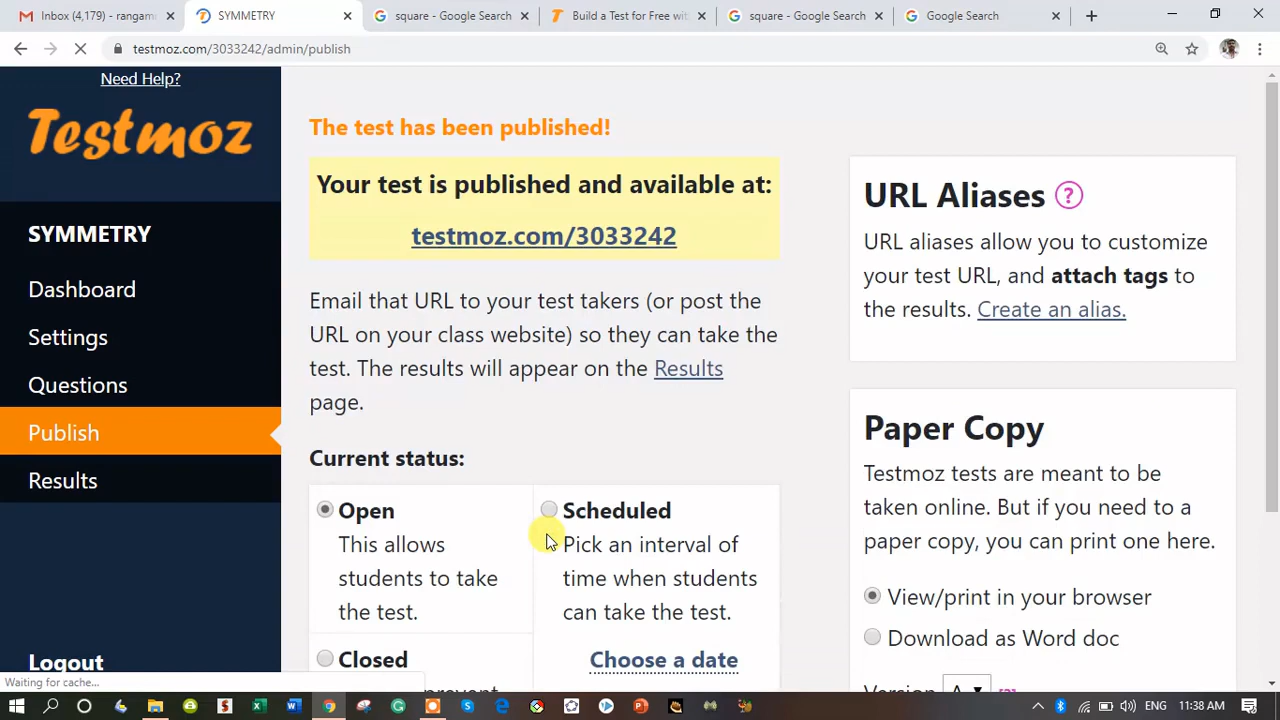 Inbox (4,179) - rangam
SYMMETRY
square - Google Search
Build a Test for Free wit
square - Google Search
Google Search
testmoz.com/3033242/admin/publish
Need Help?
Testmoz
SYMMETRY
Dashboard
Settings
Questions
Publish
Results
Logout
The test has been published!
Your test is published and available at:
testmoz.com/3033242
Email that URL to your test takers (or post the
URL on your class website) so they can take the
test. The results will appear on the Results
page.
Current status:
Open
This allows
students to take
the test.
Closed
Scheduled
Pick an interval of
time when students
can take the test.
Choose a date
URL Aliases ?
URL aliases allow you to customize
your test URL, and attach tags to
the results. Create an alias.
Paper Copy
Testmoz tests are meant to be
taken online. But if you need to a
paper copy, you can print one here.
View/print in your browser
Download as Word doc
Version A [?]
Waiting for cache...
11:38 AM